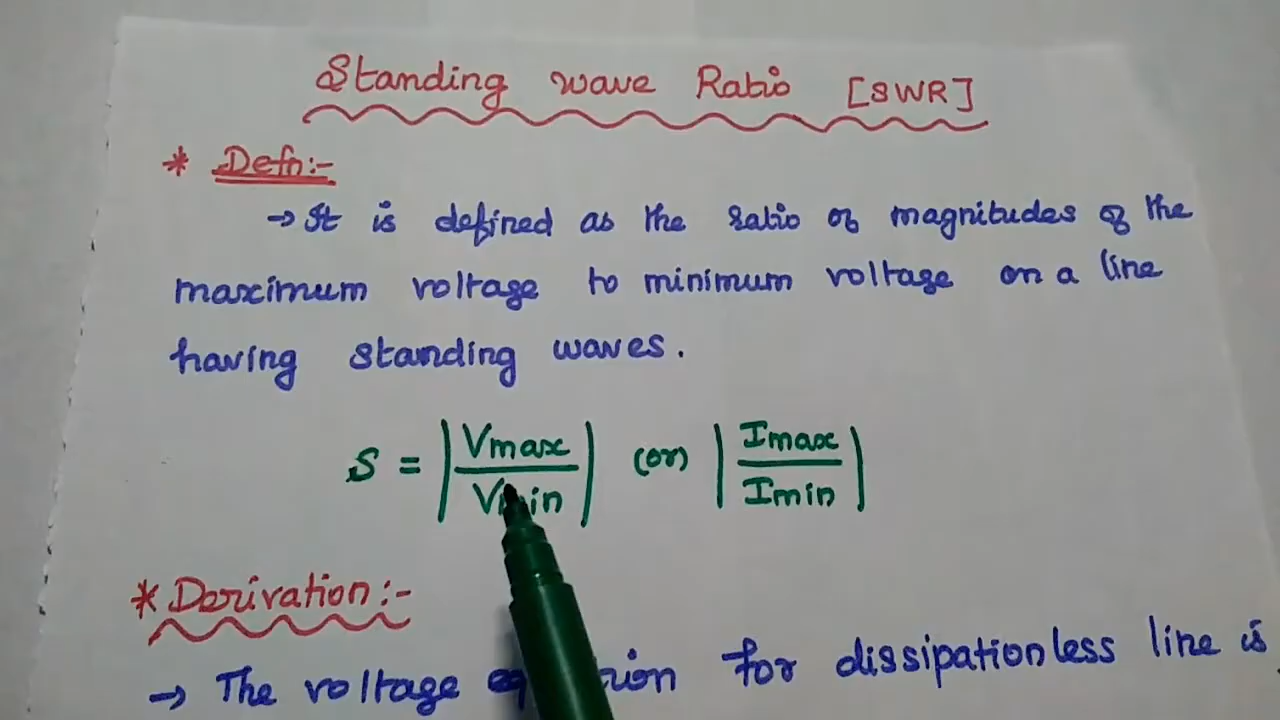 Standing wave Ratio [SWR]
* Defn:-
→ It is defined as the ratio of magnitudes of the
maximum voltage to minimum voltage on a line
having standing waves.
S = |Vmax/Vmin| (or) |Imax/Imin|
* Derivation:-
→ The voltage for dissipationless line is